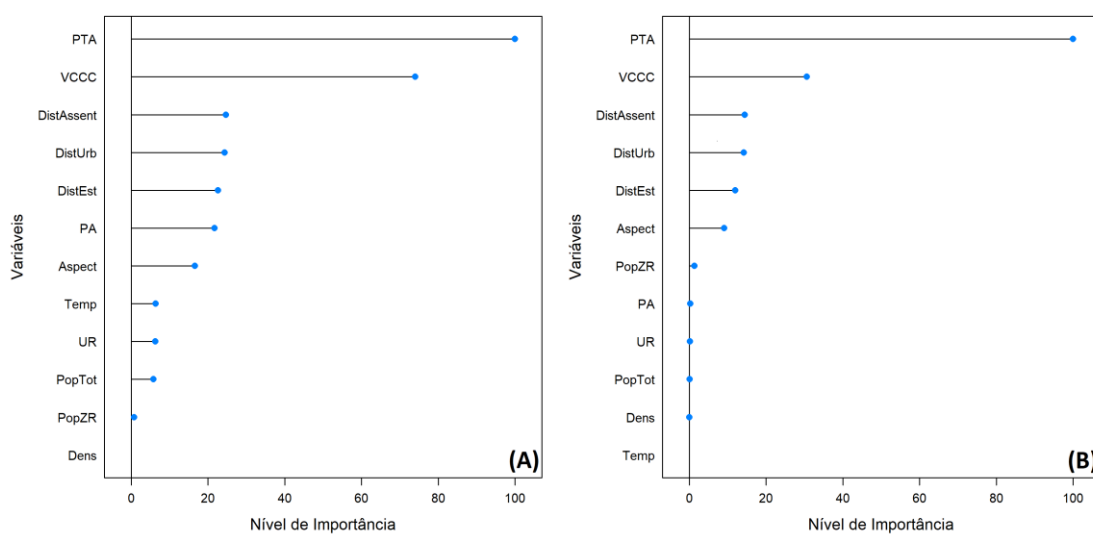 PTA
VCCC
DistAssent
DistUrb
DistEst
PA
Aspect
Temp
UR
PopTot
PopZR
Dens
Variáveis
0 20 40 60 80 100
Nível de Importância
(A)
PTA
VCCC
DistAssent
DistUrb
DistEst
Aspect
PopZR
PA
UR
PopTot
Dens
Temp
Variáveis
0 20 40 60 80 100
Nível de Importância
(B)